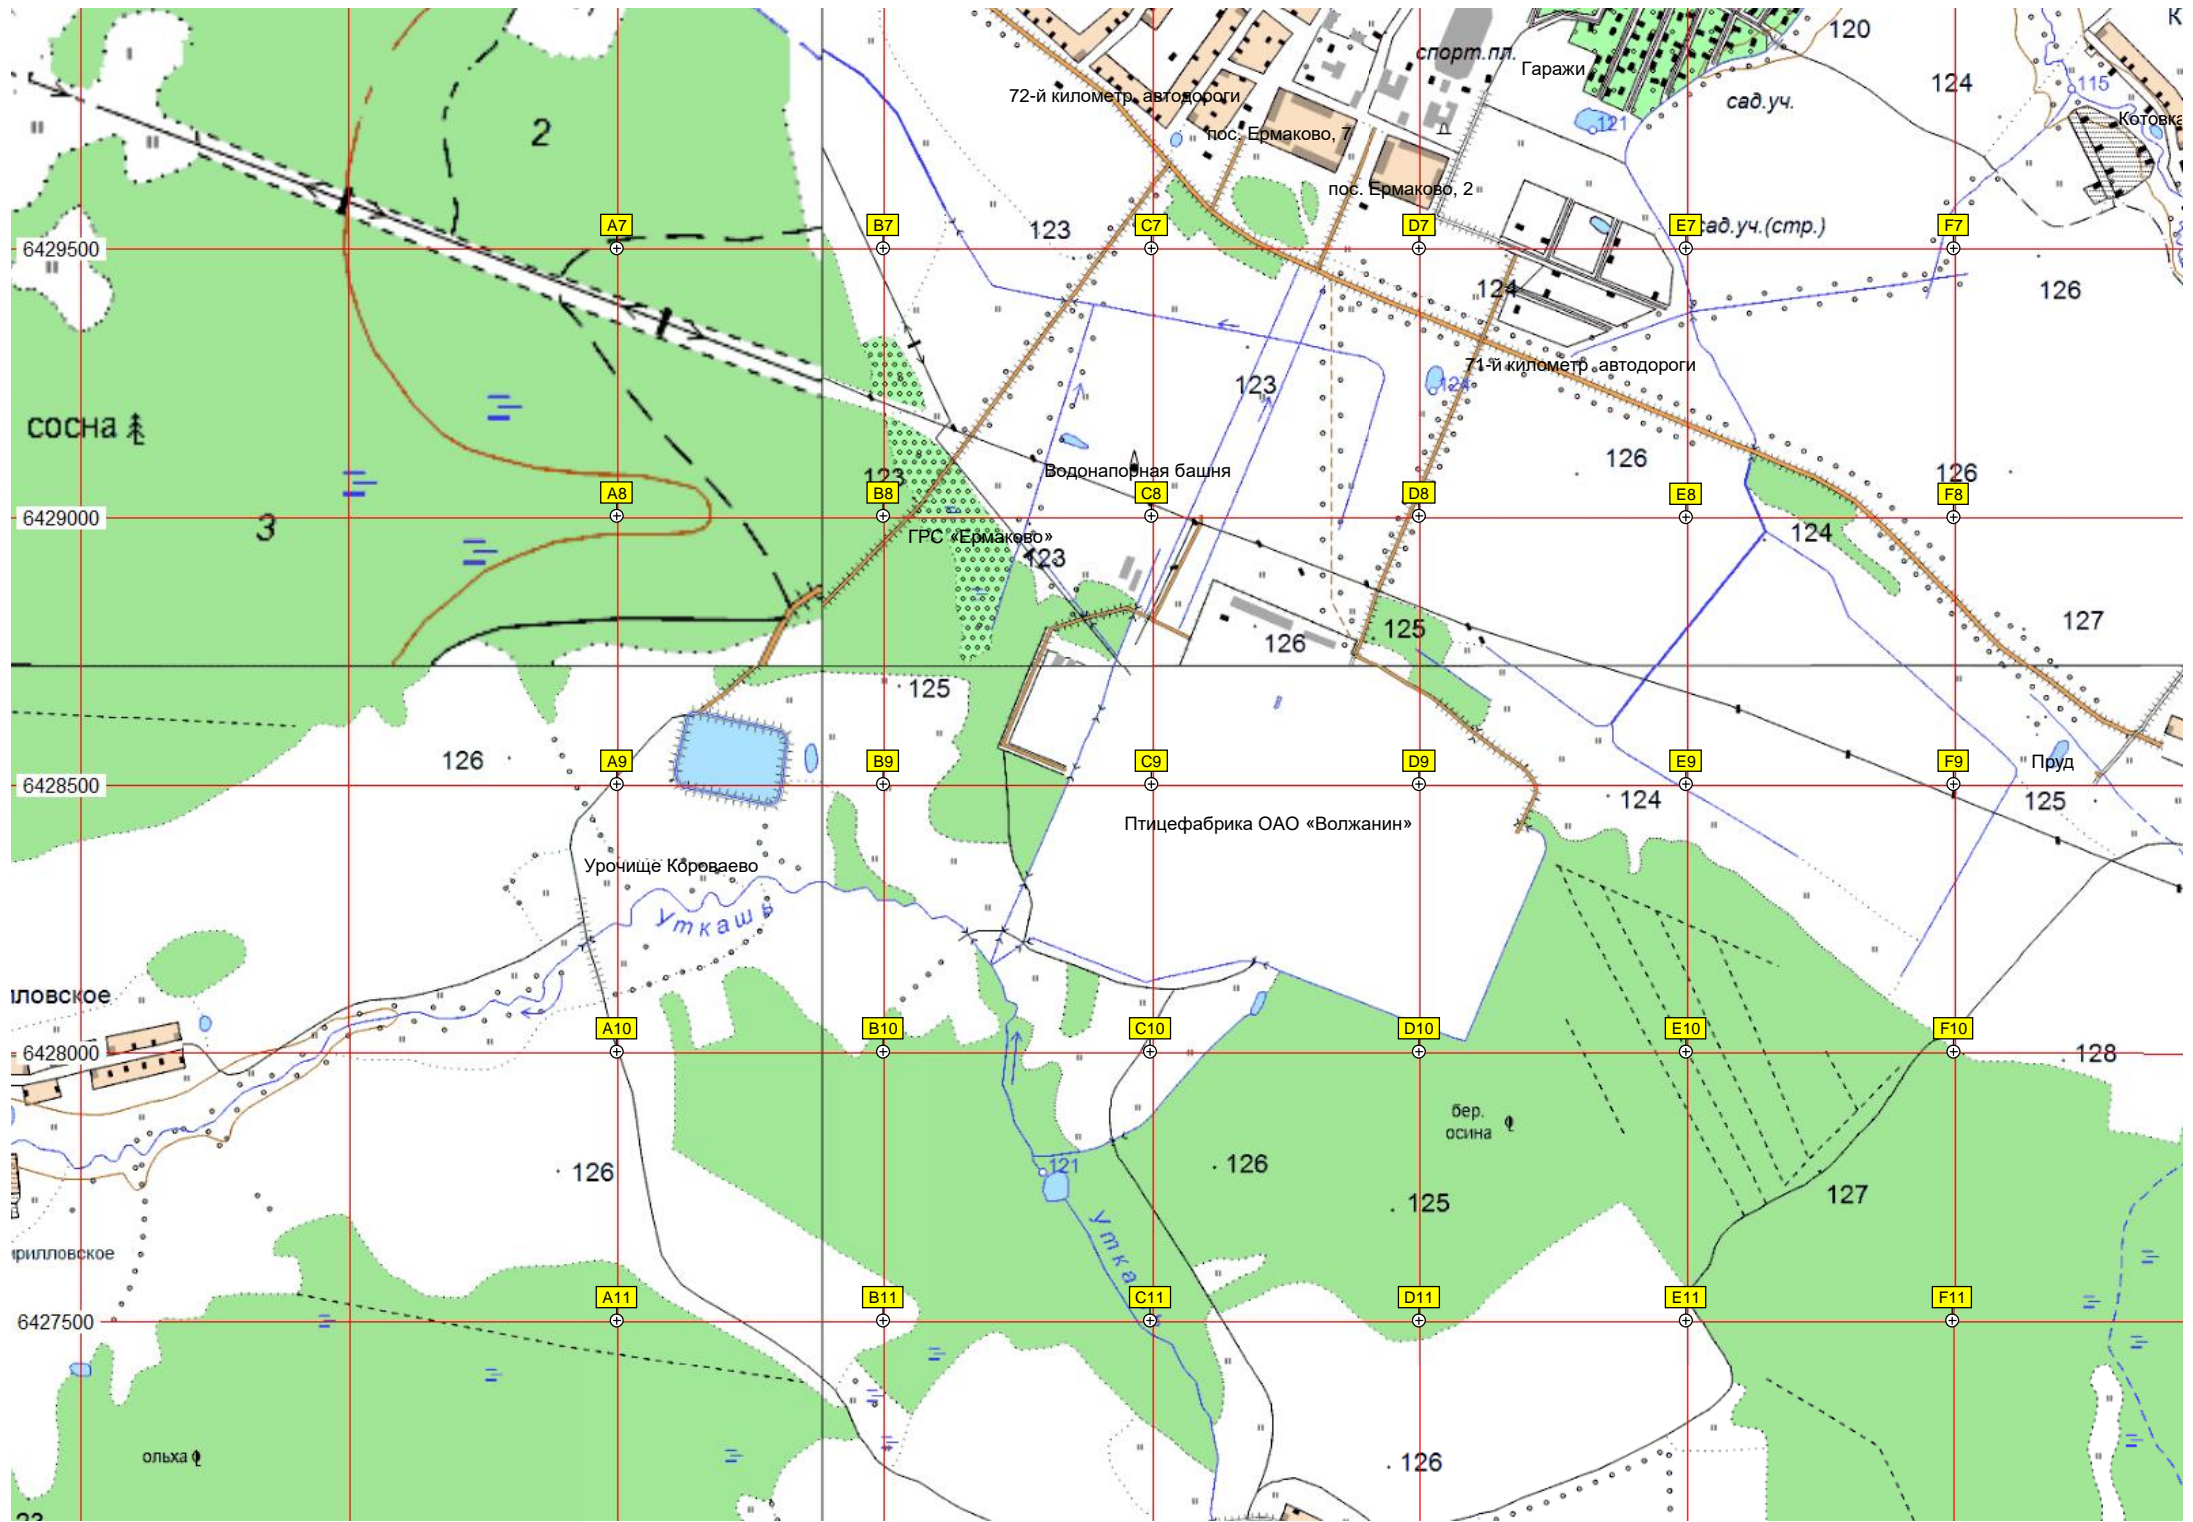 120
К
спорт.пл.
Гаражи
124
115
72-й километр автодороги
сад.уч.
121
Котовка
2
пос. Ермаково, 7
пос. Ермаково, 2
A7
B7
123
C7
D7
E7
сад.уч.(стр.)
F7
6429500
124
126
71-й километр автодороги
123
124
сосна
123
Водонапорная башня
126
126
A8
B8
C8
D8
E8
F8
6429000
3
ГРС «Ермаково»
123
124
126
125
127
125
126
A9
B9
C9
D9
E9
F9
Пруд
6428500
124
125
Птицефабрика ОАО «Волжанин»
Урочище Короваево
Уткашь
ловское
A10
B10
C10
D10
E10
F10
6428000
128
бер.
осина
126
121
126
125
127
Утка
ирилловское
A11
B11
C11
D11
E11
F11
6427500
ольха
126